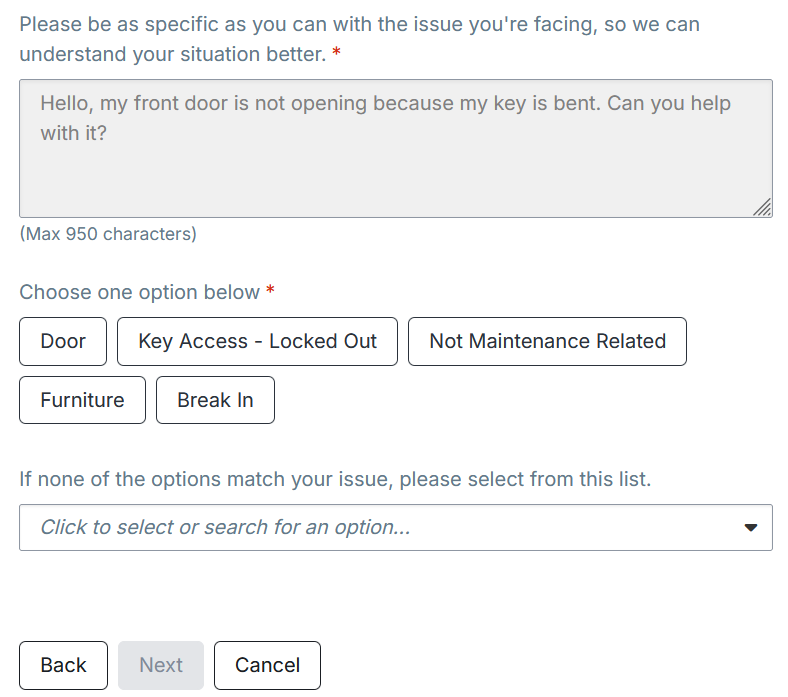 Please be as specific as you can with the issue you're facing, so we can
understand your situation better. *
Hello, my front door is not opening because my key is bent. Can you help
with it?
(Max 950 characters)
Choose one option below *
Door Key Access - Locked Out Not Maintenance Related
Furniture Break In
If none of the options match your issue, please select from this list.
Click to select or search for an option...
Back Next Cancel